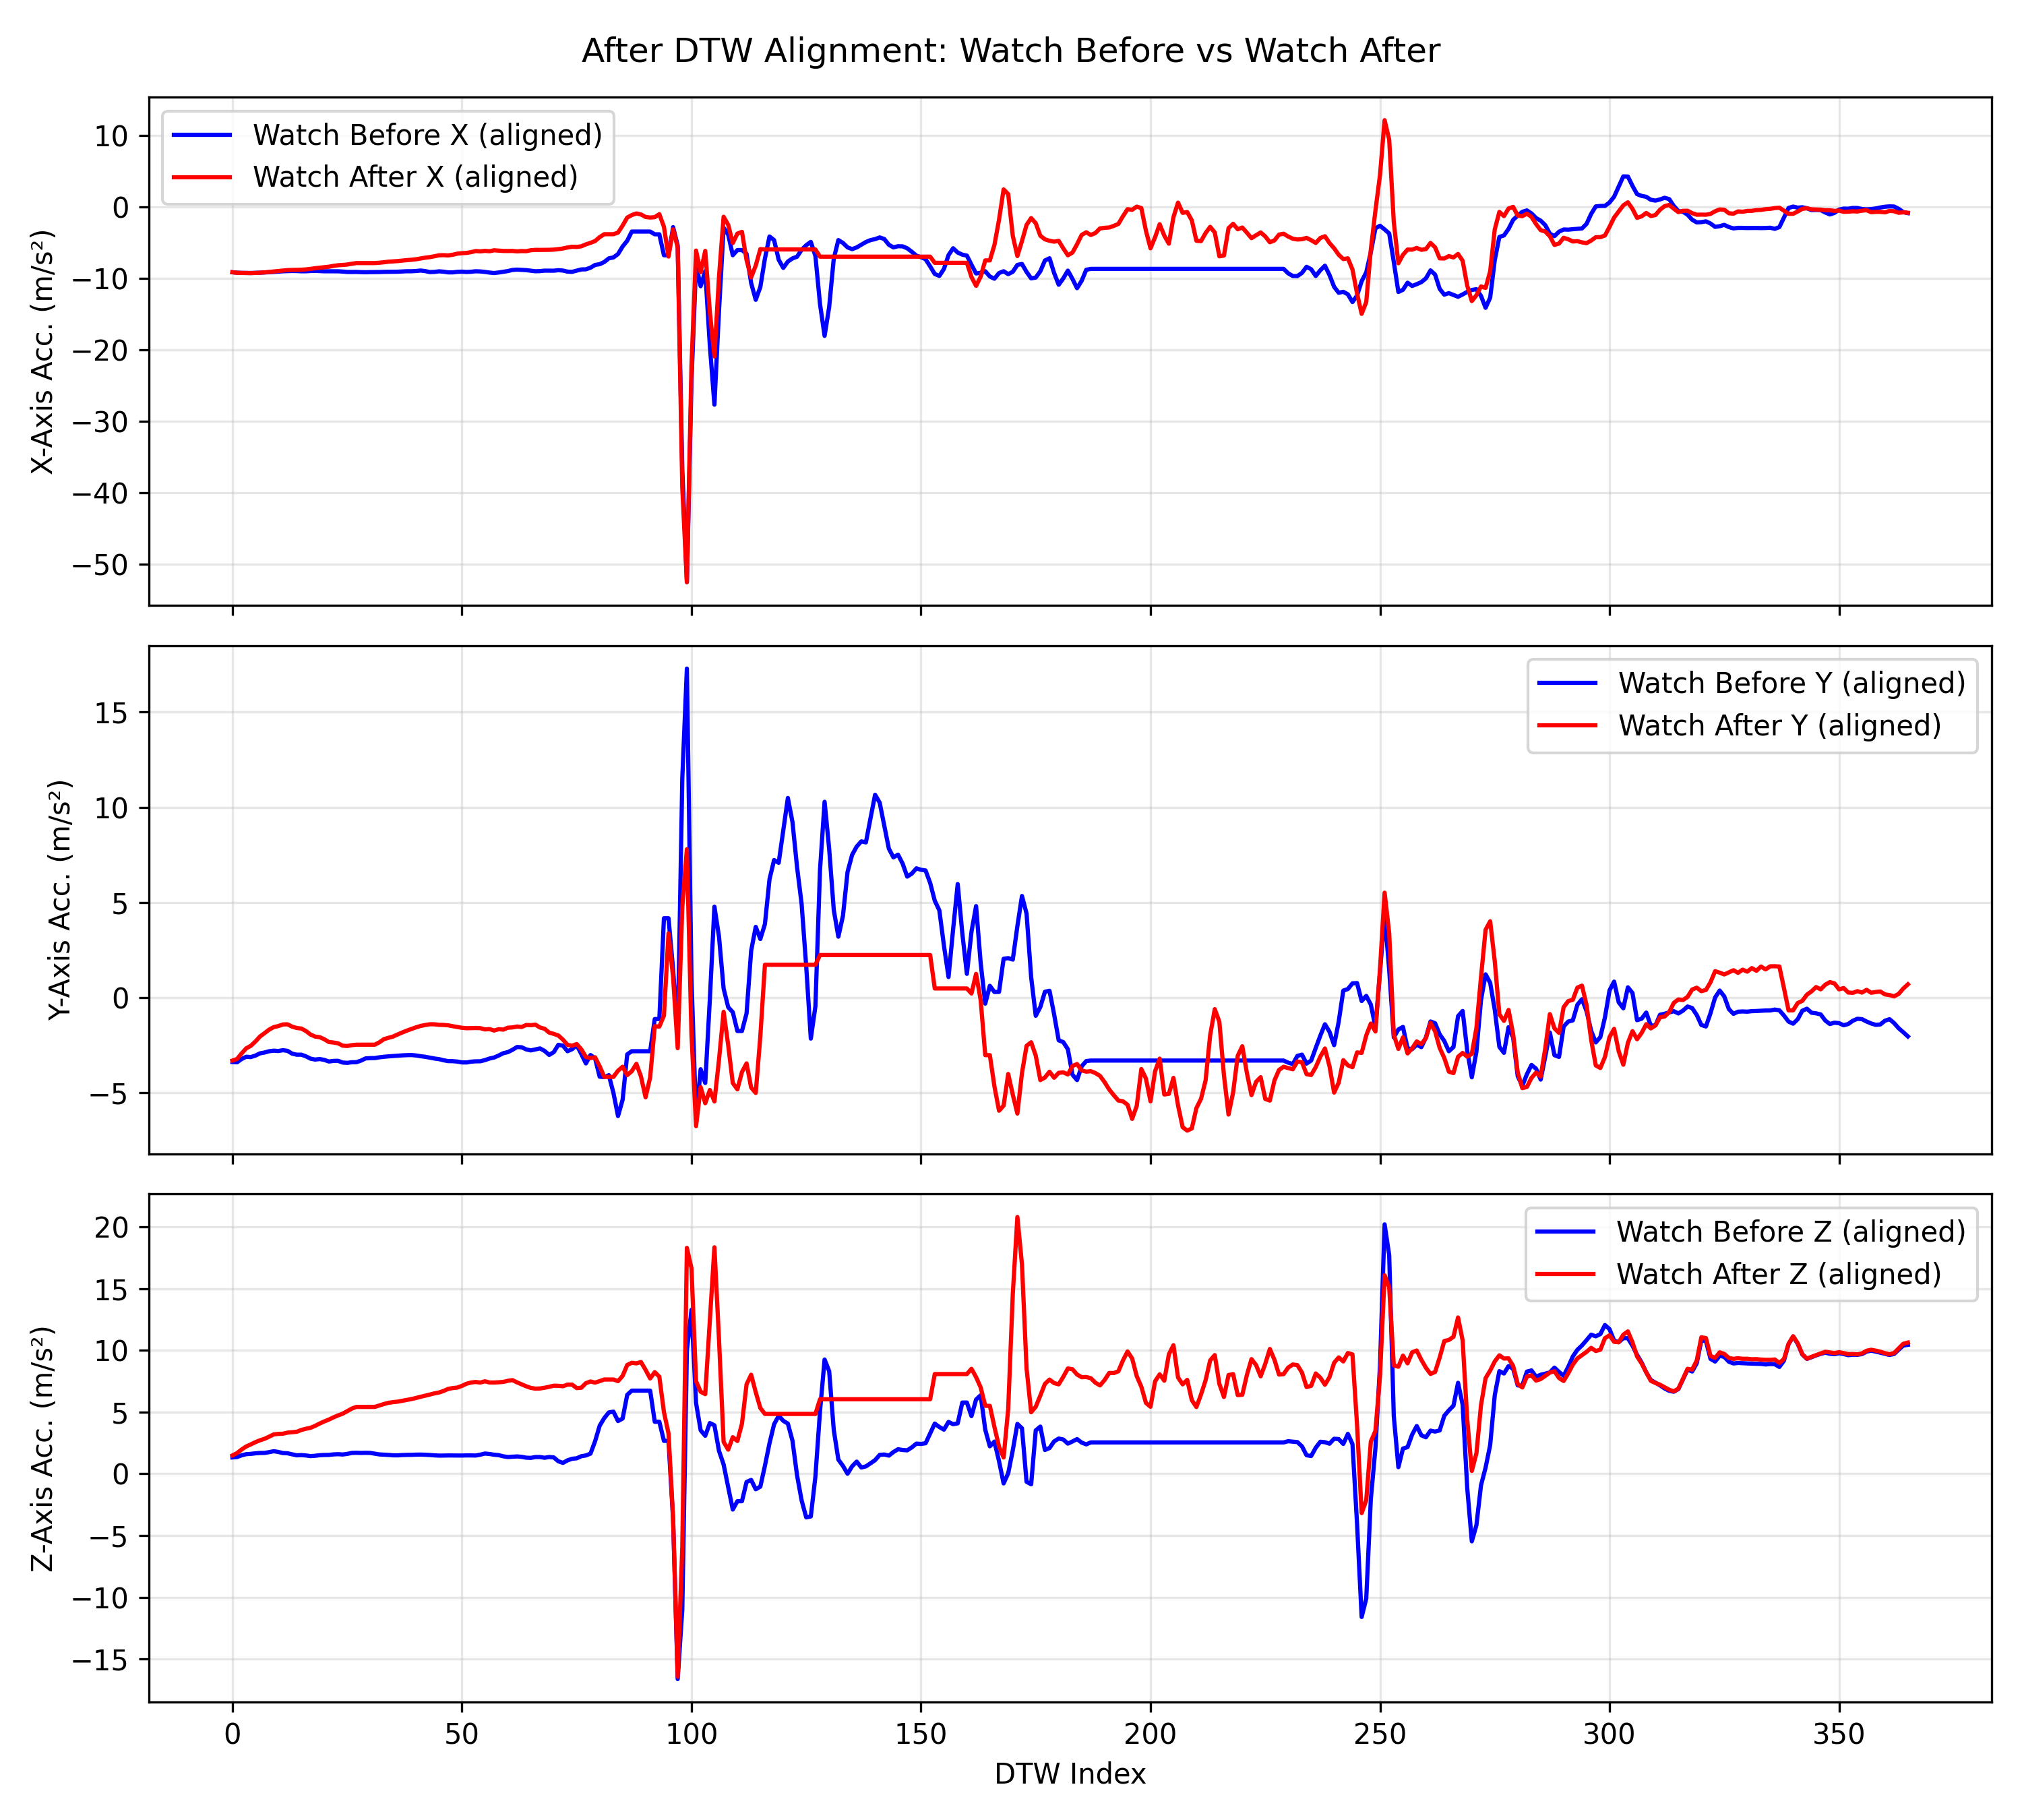 After DTW Alignment: Watch Before vs Watch After
Watch Before X (aligned)
Watch After X (aligned)
X-Axis Acc. (m/s²)
10
0
−10
−20
−30
−40
−50
Watch Before Y (aligned)
Watch After Y (aligned)
Y-Axis Acc. (m/s²)
15
10
5
0
−5
Watch Before Z (aligned)
Watch After Z (aligned)
Z-Axis Acc. (m/s²)
20
15
10
5
0
−5
−10
−15
0 50 100 150 200 250 300 350
DTW Index